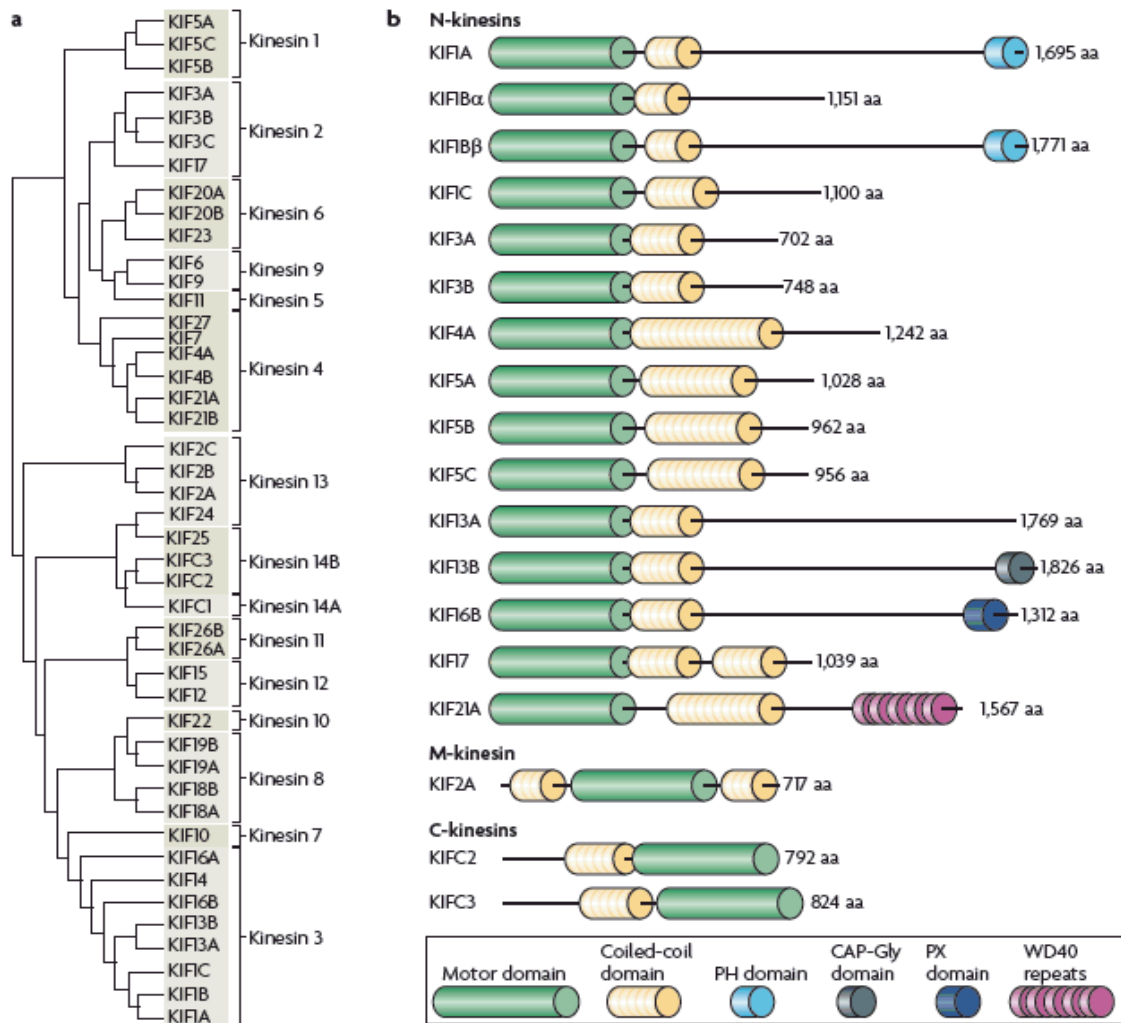 a
KIF5A
KIF5C
KIF5B
Kinesin 1
KIF3A
KIF3B
KIF3C
KIF17
Kinesin 2
KIF20A
KIF20B
KIF23
Kinesin 6
KIF6
KIF9
Kinesin 9
KIF11
Kinesin 5
KIF27
KIF7
KIF4A
KIF4B
KIF21A
KIF21B
Kinesin 4
KIF2C
KIF2B
KIF2A
KIF24
Kinesin 13
KIF25
KIFC3
KIFC2
Kinesin 14B
KIFC1
Kinesin 14A
KIF26B
KIF26A
Kinesin 11
KIF15
KIF12
Kinesin 12
KIF22
Kinesin 10
KIF19B
KIF19A
KIF18B
KIF18A
Kinesin 8
KIF10
Kinesin 7
KIF16A
KIF14
KIF16B
KIF13B
KIF13A
KIF1C
KIF1B
KIF1A
Kinesin 3
b
N-kinesins
KIF1A 1,695 aa
KIF1Bα 1,151 aa
KIF1Bβ 1,771 aa
KIF1C 1,100 aa
KIF3A 702 aa
KIF3B 748 aa
KIF4A 1,242 aa
KIF5A 1,028 aa
KIF5B 962 aa
KIF5C 956 aa
KIF13A 1,769 aa
KIF13B 1,826 aa
KIF16B 1,312 aa
KIF17 1,039 aa
KIF21A 1,567 aa
M-kinesin
KIF2A 717 aa
C-kinesins
KIFC2 792 aa
KIFC3 824 aa
Motor domain
Coiled-coil
domain
PH domain
CAP-Gly
domain
PX
domain
WD40
repeats